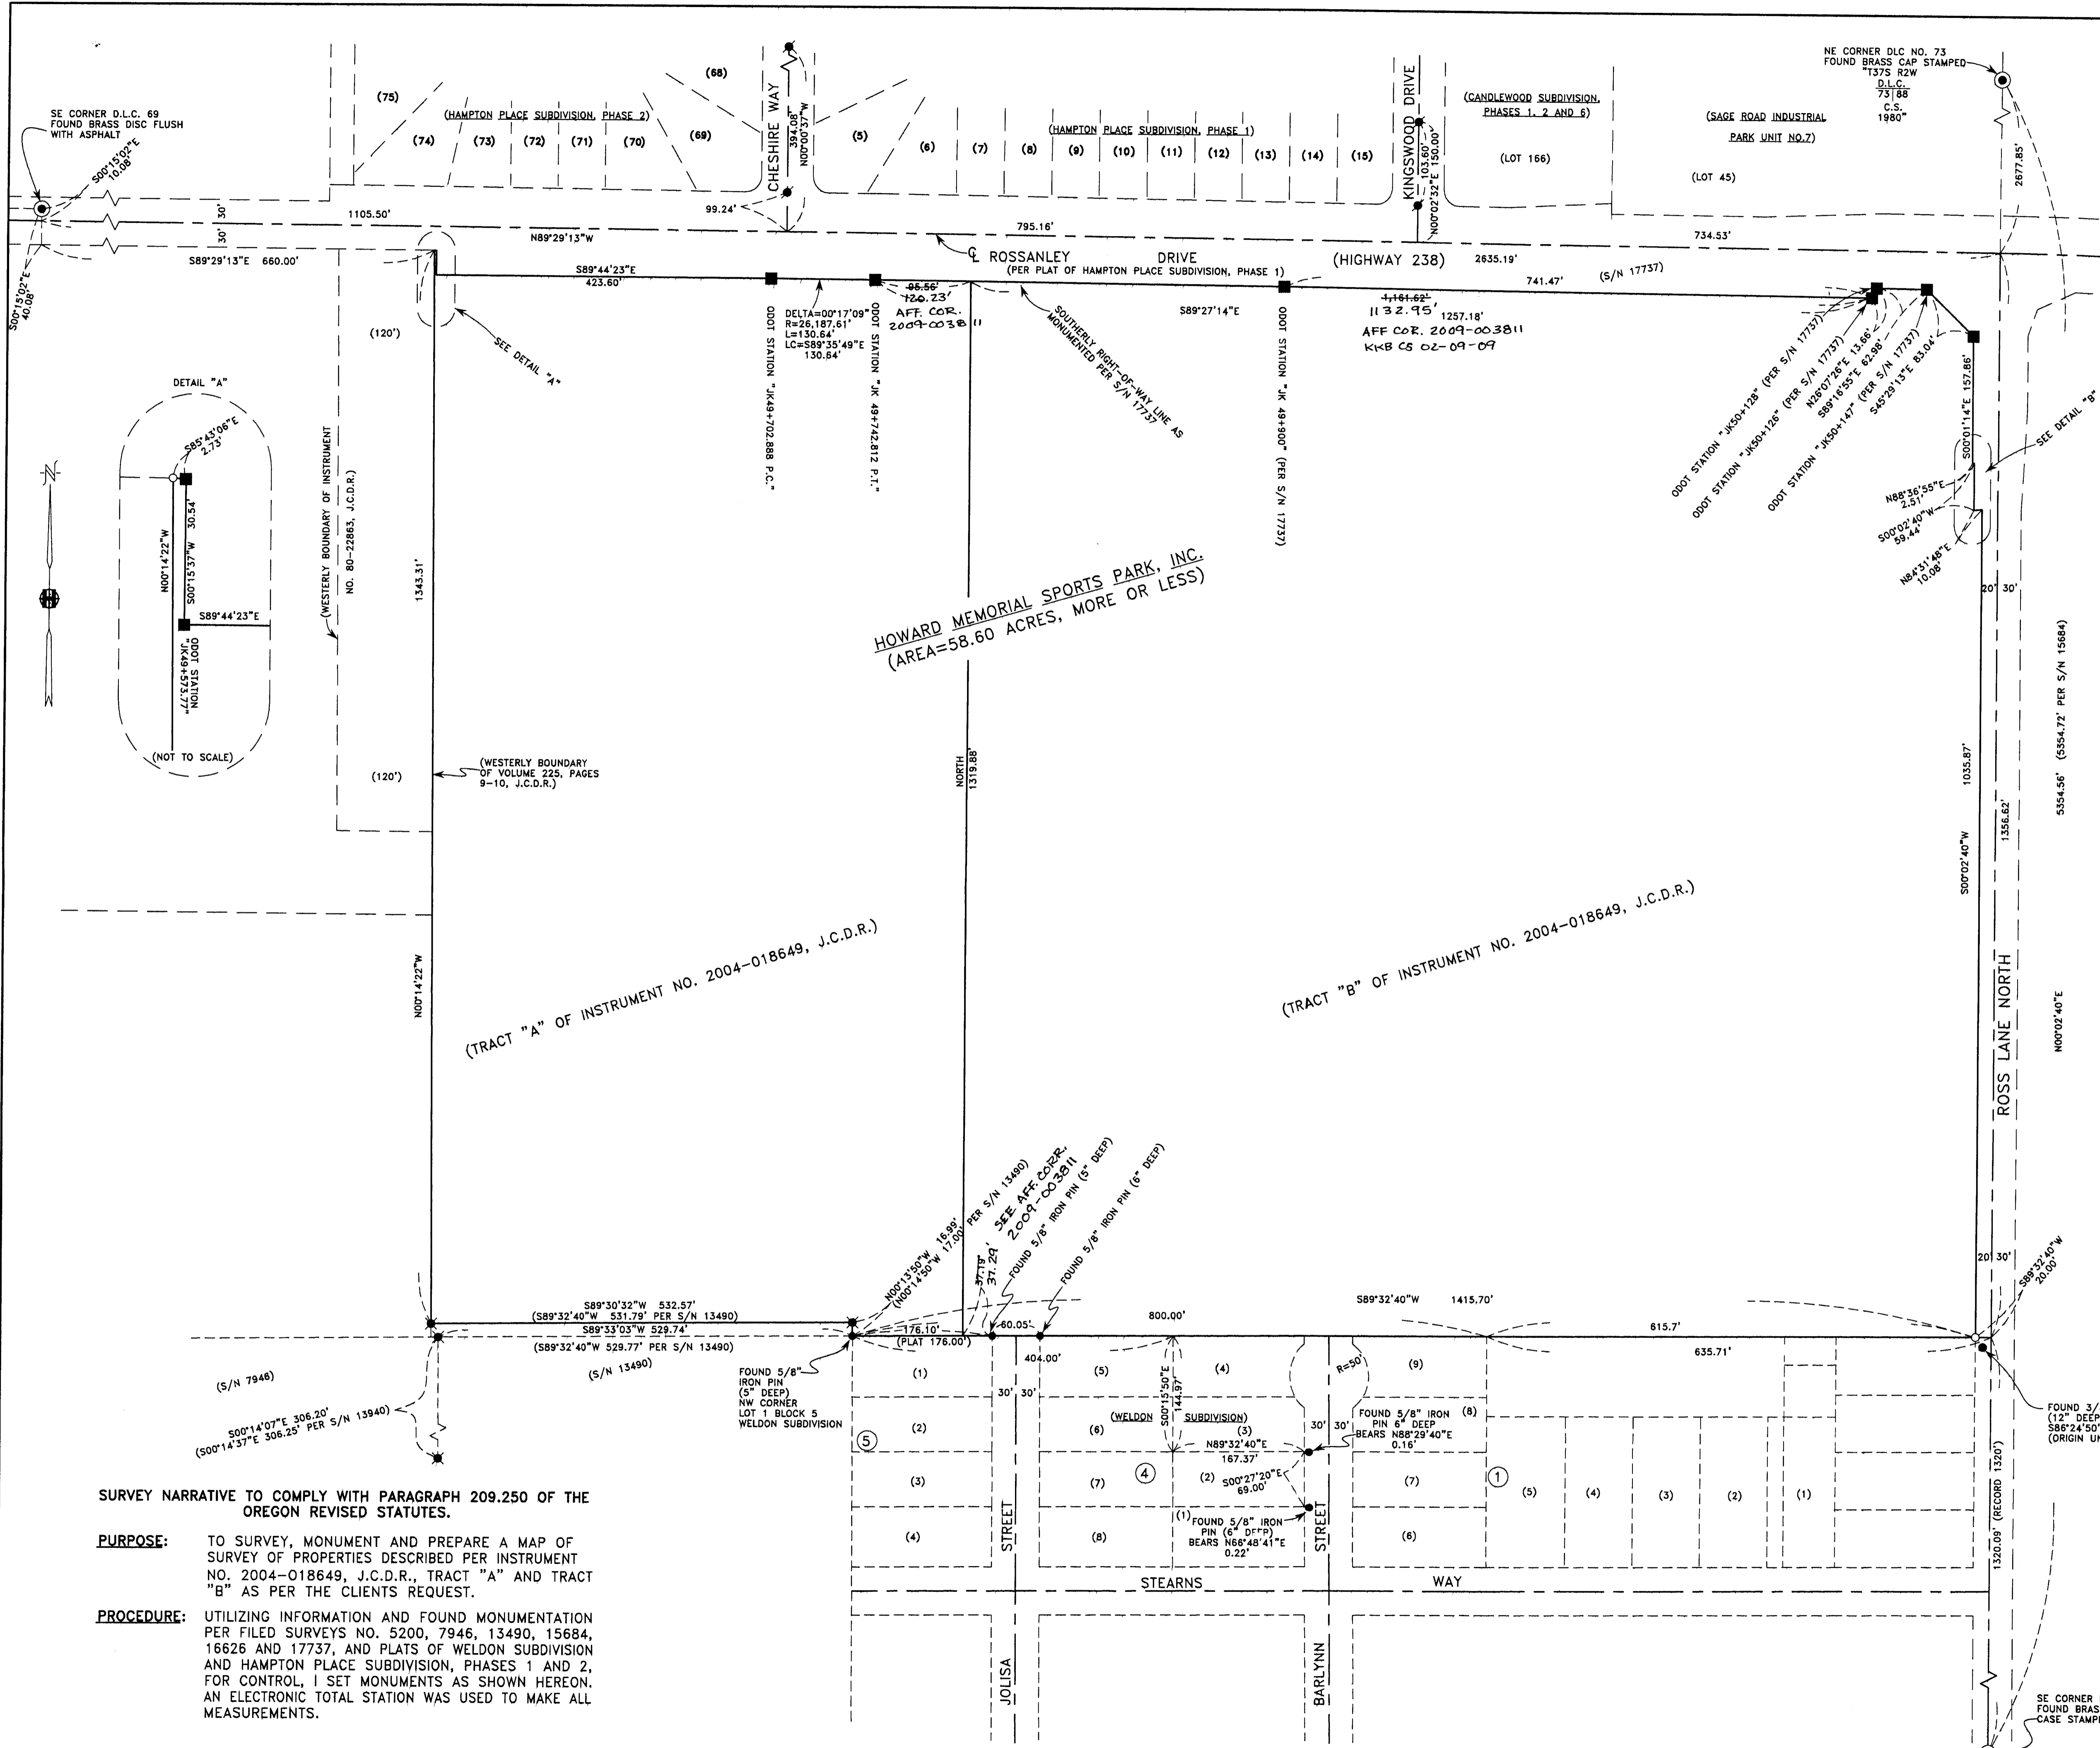 NE CORNER DLC NO. 73
FOUND BRASS CAP STAMPED
"T37S R2W
D.L.C.
73|88
C.S.
1980"
2677.85'
SE CORNER D.L.C. 69
FOUND BRASS DISC FLUSH
WITH ASPHALT
S00°15'02"E
10.08'
S00°15'02"E
40.08'
(75)
(74)
(73)
(72)
(71)
(70)
(69)
(68)
(HAMPTON PLACE SUBDIVISION, PHASE 2)
CHESHIRE WAY
394.08'
N00°00'37"W
(5)
(6)
(7)
(8)
(9)
(10)
(11)
(12)
(13)
(14)
(15)
(HAMPTON PLACE SUBDIVISION, PHASE 1)
KINGSWOOD DRIVE
1033.60'
N00°02'32"E 150.00'
(CANDLEWOOD SUBDIVISION,
PHASES 1, 2 AND 6)
(LOT 166)
(SAGE ROAD INDUSTRIAL
PARK UNIT NO.7)
(LOT 45)
30'
30'
1105.50'
99.24'
795.16'
734.53'
N89°29'13"W
S89°29'13"E 660.00'
℄ ROSSANLEY DRIVE (HIGHWAY 238)
2635.19'
(PER PLAT OF HAMPTON PLACE SUBDIVISION, PHASE 1)
(S/N 17737)
S89°44'23"E
423.60'
DELTA=00°17'09"
R=26,187.61'
L=130.64'
LC=S89°35'49"E
130.64'
95.56'
120.23'
AFF. COR.
2009-003811
S89°27'14"E
1,161.62'
1132.95'
1257.18'
AFF COR. 2009-003811
KKB CS 02-09-09
741.47'
SOUTHERLY RIGHT-OF-WAY LINE AS
MONUMENTED PER S/N 17737
ODOT STATION "JK49+702.888 P.C."
ODOT STATION "JK 49+742.812 P.T."
ODOT STATION "JK 49+900" (PER S/N 17737)
ODOT STATION "JK50+128" (PER S/N 17737)
ODOT STATION "JK50+126" (PER S/N 17737)
N26°07'26"E 13.66'
S89°16'55"E 62.98'
ODOT STATION "JK50+147" (PER S/N 17737)
S45°29'13"E 83.04'
S00°01'14"E 157.86'
SEE DETAIL "B"
N88°36'55"E
2.51'
S00°02'40"W
59.44'
N84°31'48"E
10.08'
20' 30'
(120')
SEE DETAIL "A"
DETAIL "A"
S85°43'06"E
2.73'
N00°14'22"W
S00°15'37"W 30.54'
S89°44'23"E
ODOT STATION
"JK49+573.77"
(NOT TO SCALE)
N
H
(WESTERLY BOUNDARY OF INSTRUMENT
NO. 80-22863, J.C.D.R.)
1343.31'
(120')
(WESTERLY BOUNDARY
OF VOLUME 225, PAGES
9-10, J.C.D.R.)
N00°14'22"W
HOWARD MEMORIAL SPORTS PARK, INC.
(AREA=58.60 ACRES, MORE OR LESS)
NORTH
1319.88'
(TRACT "A" OF INSTRUMENT NO. 2004-018649, J.C.D.R.)
(TRACT "B" OF INSTRUMENT NO. 2004-018649, J.C.D.R.)
1035.87'
S00°02'40"W
1356.62'
5354.56' (5354.72' PER S/N 15684)
N00°02'40"E
ROSS LANE NORTH
20' 30'
S89°32'40"W
20.00'
N00°13'50"W 16.99'
(N00°14'50"W 17.00' PER S/N 13490)
37.19'
37.29'
SEE AFF. CORR.
2009-003811
FOUND 5/8" IRON PIN (5" DEEP)
FOUND 5/8" IRON PIN (6" DEEP)
S89°30'32"W 532.57'
(S89°32'40"W 531.79' PER S/N 13490)
S89°33'03"W 529.74'
(S89°32'40"W 529.77' PER S/N 13490)
(S/N 7946)
(S/N 13490)
S00°14'07"E 306.20'
(S00°14'37"E 306.25' PER S/N 13940)
FOUND 5/8"
IRON PIN
(5" DEEP)
NW CORNER
LOT 1 BLOCK 5
WELDON SUBDIVISION
176.10'
(PLAT 176.00')
60.05'
800.00'
404.00'
S89°32'40"W 1415.70'
615.7'
635.71'
(1)
(2)
(3)
(4)
5
30' 30'
(5)
(6)
(7)
(8)
4
(WELDON SUBDIVISION)
S00°15'50"E
144.97'
(4)
(3)
(2)
(1)
N89°32'40"E
167.37'
S00°27'20"E
69.00'
R=50'
30' 30'
FOUND 5/8" IRON
PIN 6" DEEP
BEARS N88°29'40"E
0.16'
FOUND 5/8" IRON
PIN (6" DEEP)
BEARS N66°48'41"E
0.22'
(9)
(8)
(7)
(6)
1
(5)
(4)
(3)
(2)
(1)
FOUND 3/
(12" DEEP
S86°24'50"
(ORIGIN UN
1320.09' (RECORD 1320')
STEARNS WAY
JOLISA STREET
BARLYNN STREET
SE CORNER
FOUND BRAS
CASE STAMP
SURVEY NARRATIVE TO COMPLY WITH PARAGRAPH 209.250 OF THE
OREGON REVISED STATUTES.
PURPOSE: TO SURVEY, MONUMENT AND PREPARE A MAP OF
SURVEY OF PROPERTIES DESCRIBED PER INSTRUMENT
NO. 2004-018649, J.C.D.R., TRACT "A" AND TRACT
"B" AS PER THE CLIENTS REQUEST.
PROCEDURE: UTILIZING INFORMATION AND FOUND MONUMENTATION
PER FILED SURVEYS NO. 5200, 7946, 13490, 15684,
16626 AND 17737, AND PLATS OF WELDON SUBDIVISION
AND HAMPTON PLACE SUBDIVISION, PHASES 1 AND 2,
FOR CONTROL, I SET MONUMENTS AS SHOWN HEREON.
AN ELECTRONIC TOTAL STATION WAS USED TO MAKE ALL
MEASUREMENTS.